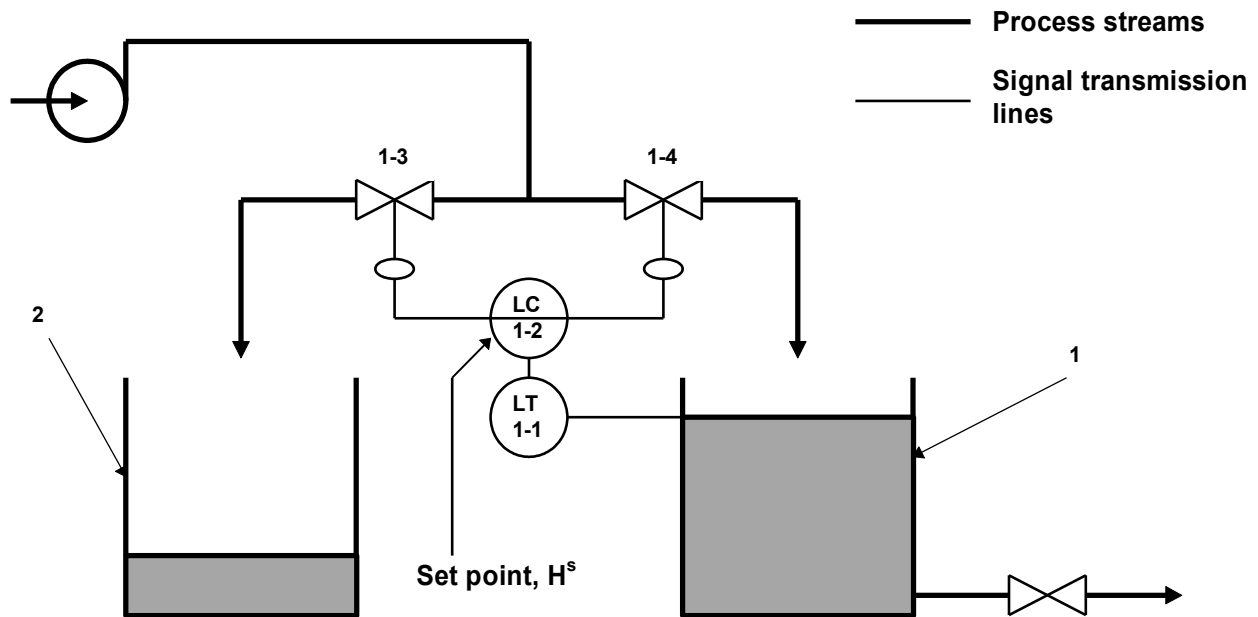 Process streams
Signal transmission
lines
1-3
1-4
LC
1-2
2
1
LT
1-1
Set point, Hˢ